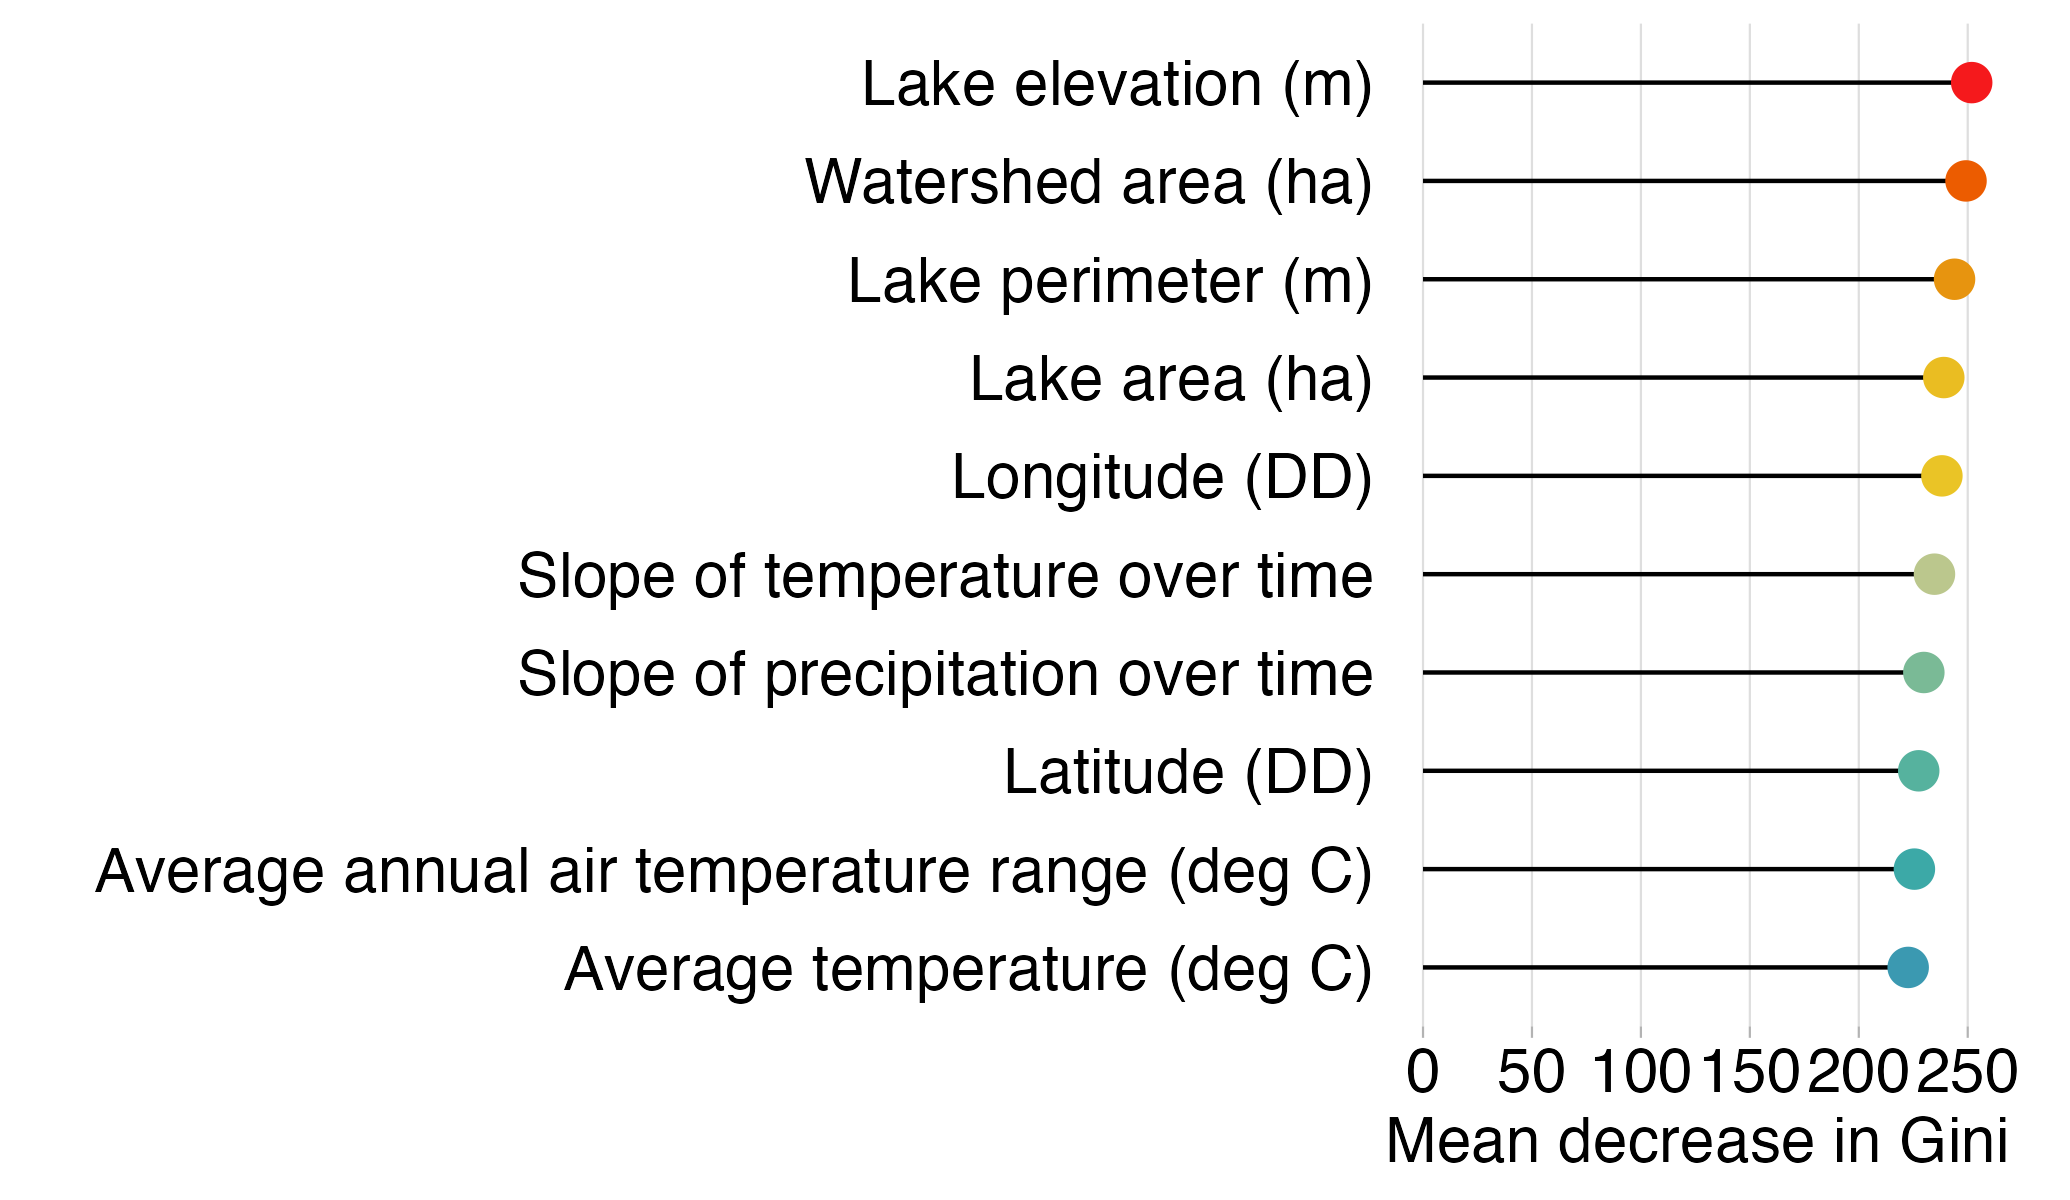 Lake elevation (m)
Watershed area (ha)
Lake perimeter (m)
Lake area (ha)
Longitude (DD)
Slope of temperature over time
Slope of precipitation over time
Latitude (DD)
Average annual air temperature range (deg C)
Average temperature (deg C)
0 50 100 150 200 250
Mean decrease in Gini